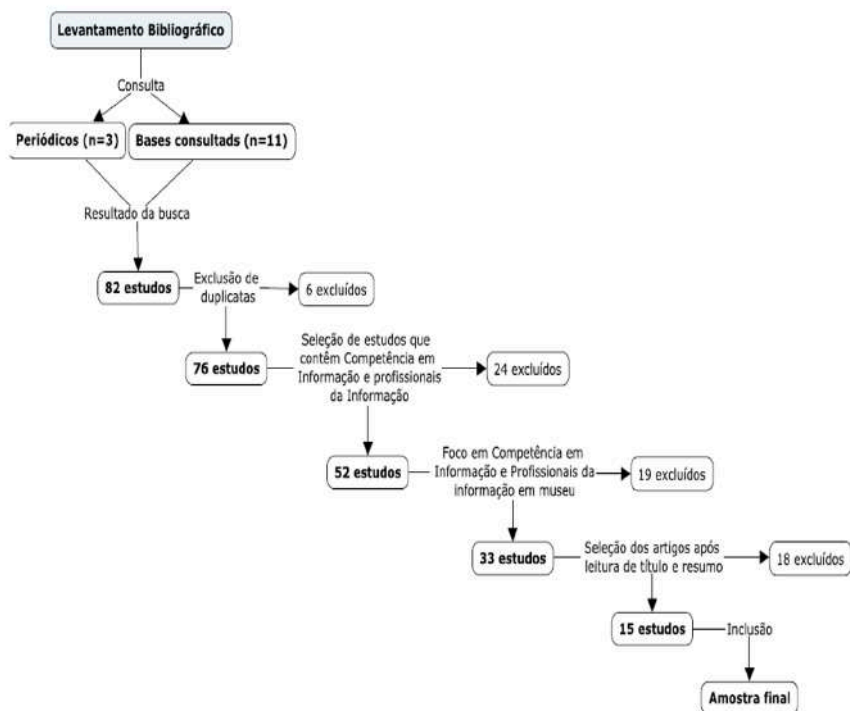 Levantamento Bibliográfico
Consulta
Periódicos (n=3)
Bases consultads (n=11)
Resultado da busca
82 estudos
Exclusão de
duplicatas
6 excluídos
76 estudos
Seleção de estudos que
contêm Competência em
Informação e profissionais
da Informação
24 excluídos
52 estudos
Foco em Competência em
Informação e Profissionais da
informação em museu
19 excluídos
33 estudos
Seleção dos artigos após
leitura de título e resumo
18 excluídos
15 estudos
Inclusão
Amostra final